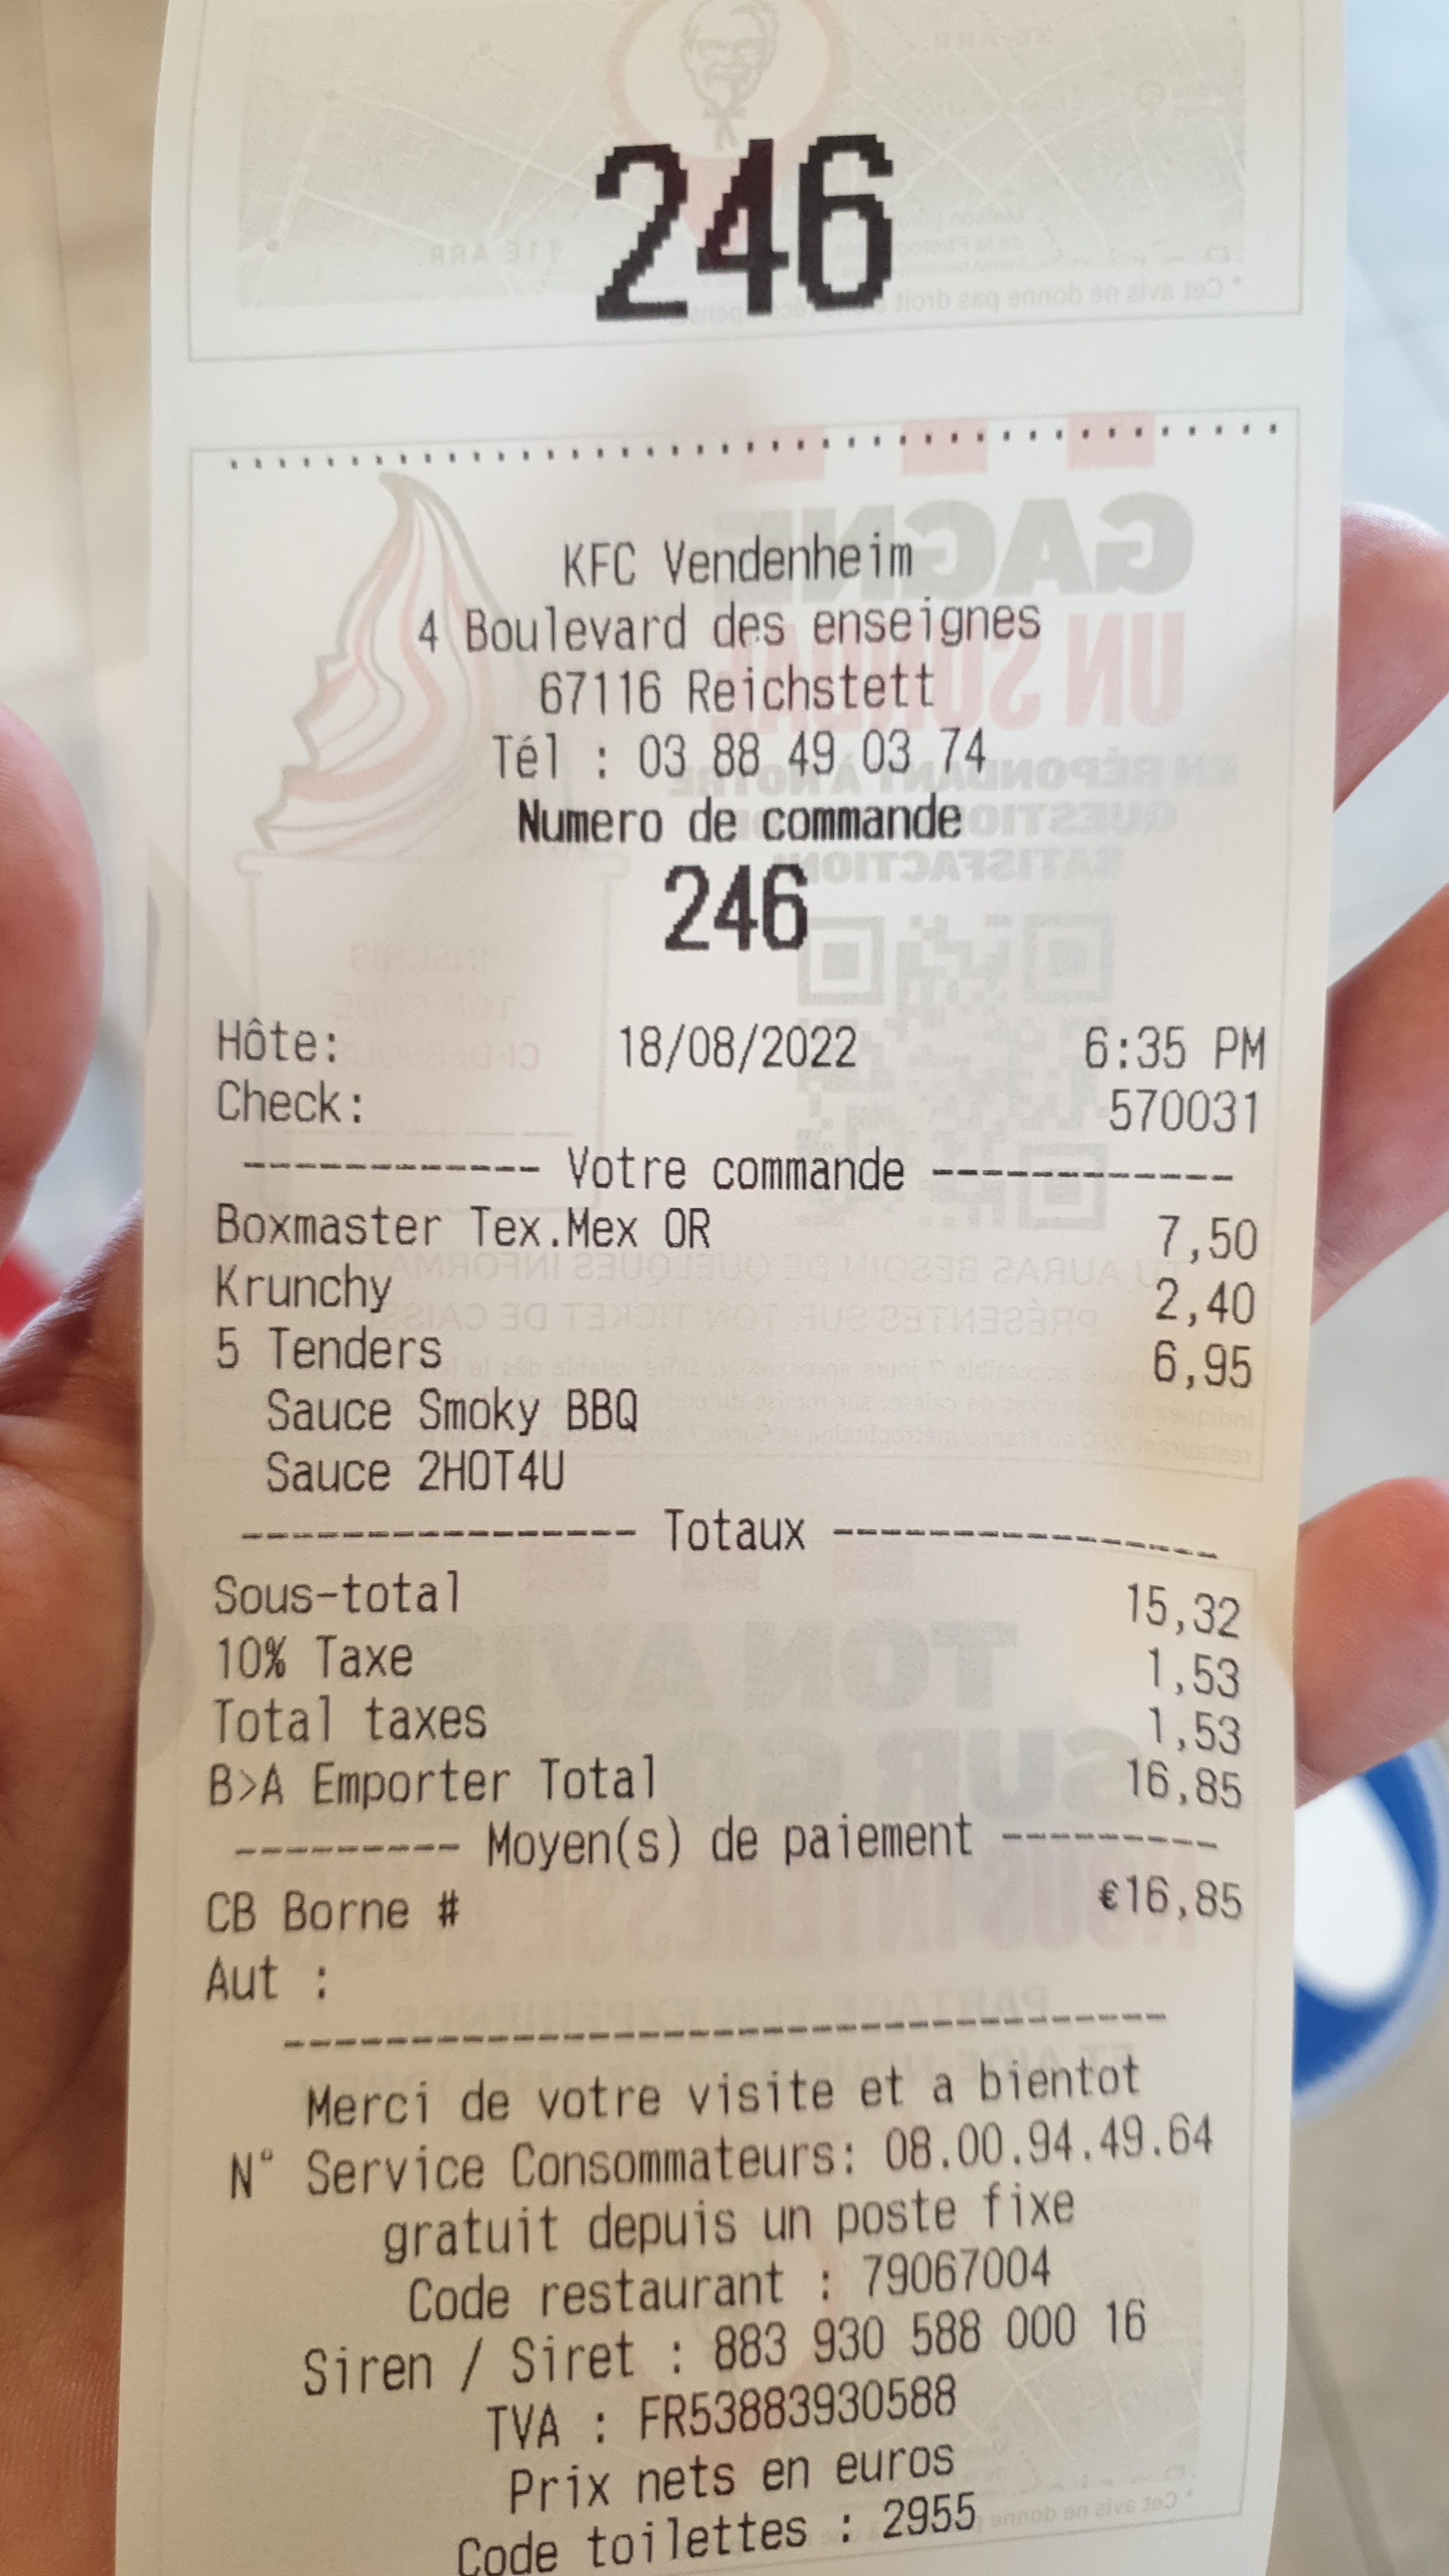 246
KFC Vendenheim
4 Boulevard des enseignes
67116 Reichstett
Tél : 03 88 49 03 74
Numero de commande
246
Hôte: 18/08/2022 6:35 PM
Check: 570031
------------ Votre commande ------------
Boxmaster Tex.Mex OR 7,50
Krunchy 2,40
5 Tenders 6,95
Sauce Smoky BBQ
Sauce 2HOT4U
---------------- Totaux ----------------
Sous-total 15,32
10% Taxe 1,53
Total taxes 1,53
B>A Emporter Total 16,85
--------- Moyen(s) de paiement ---------
CB Borne # €16,85
Aut :
Merci de votre visite et a bientot
N° Service Consommateurs: 08.00.94.49.64
gratuit depuis un poste fixe
Code restaurant : 79067004
Siren / Siret : 883 930 588 000 16
TVA : FR53883930588
Prix nets en euros
Code toilettes : 2955